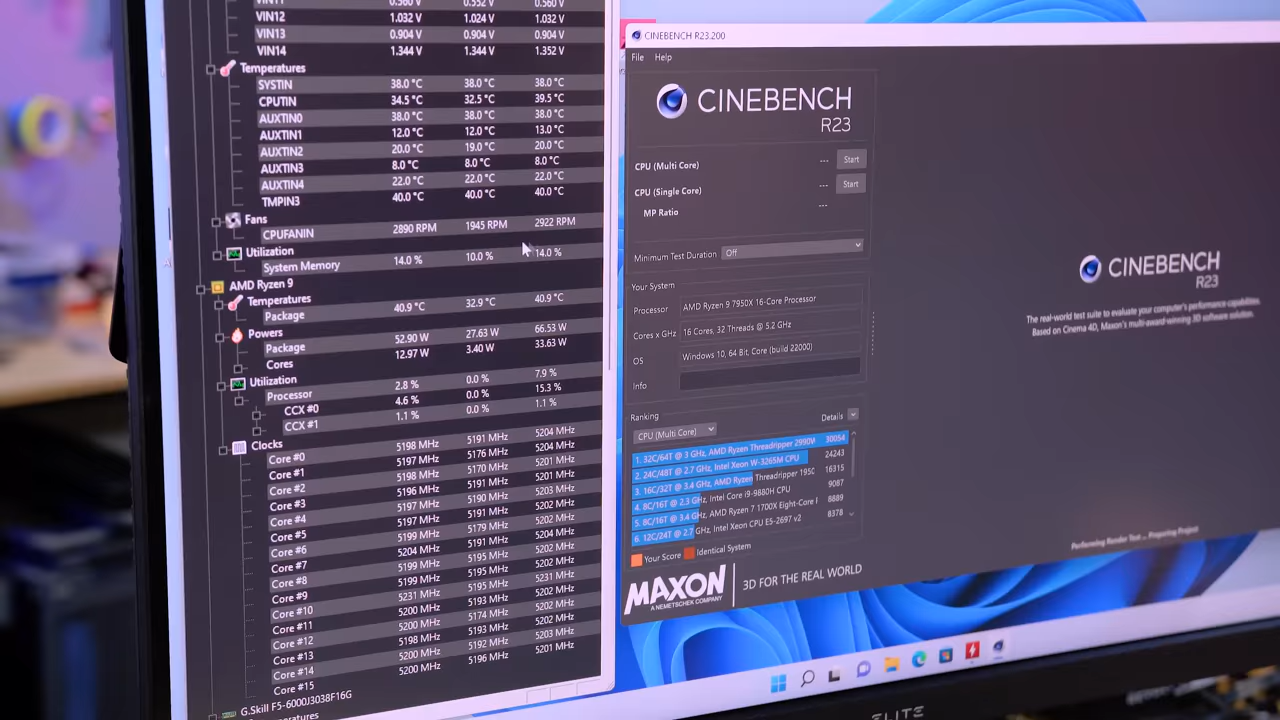 VIN11 0.560 V 0.552 V 0.560 V
VIN12 1.032 V 1.024 V 1.032 V
VIN13 0.904 V 0.904 V 0.904 V
VIN14 1.344 V 1.344 V 1.352 V
Temperatures
SYSTIN 38.0 °C 38.0 °C 38.0 °C
CPUTIN 34.5 °C 32.5 °C 39.5 °C
AUXTIN0 38.0 °C 38.0 °C 38.0 °C
AUXTIN1 12.0 °C 12.0 °C 13.0 °C
AUXTIN2 20.0 °C 19.0 °C 20.0 °C
AUXTIN3 8.0 °C 8.0 °C 8.0 °C
AUXTIN4 22.0 °C 22.0 °C 22.0 °C
TMPIN3 40.0 °C 40.0 °C 40.0 °C
Fans
CPUFANIN 2890 RPM 1945 RPM 2922 RPM
Utilization
System Memory 14.0 % 10.0 % 14.0 %
AMD Ryzen 9
Temperatures
Package 40.9 °C 32.9 °C 40.9 °C
Powers
Package 52.90 W 27.63 W 66.53 W
Cores 12.97 W 3.40 W 33.63 W
Utilization
Processor 2.8 % 0.0 % 7.9 %
CCX #0 4.6 % 0.0 % 15.3 %
CCX #1 1.1 % 0.0 % 1.1 %
Clocks
Core #0 5198 MHz 5191 MHz 5204 MHz
Core #1 5197 MHz 5176 MHz 5204 MHz
Core #2 5197 MHz 5170 MHz 5201 MHz
Core #3 5196 MHz 5190 MHz 5203 MHz
Core #4 5199 MHz 5191 MHz 5202 MHz
Core #5 5199 MHz 5179 MHz 5204 MHz
Core #6 5204 MHz 5191 MHz 5204 MHz
Core #7 5199 MHz 5195 MHz 5202 MHz
Core #8 5199 MHz 5195 MHz 5202 MHz
Core #9 5231 MHz 5195 MHz 5231 MHz
Core #10 5200 MHz 5193 MHz 5202 MHz
Core #11 5200 MHz 5174 MHz 5202 MHz
Core #12 5198 MHz 5193 MHz 5202 MHz
Core #13 5200 MHz 5192 MHz 5203 MHz
Core #14 5200 MHz 5196 MHz 5201 MHz
Core #15
G.Skill F5-6000J3038F16G
Temperatures
CINEBENCH R23.200
File Help
CINEBENCH
R23
CPU (Multi Core) --- Start
CPU (Single Core) --- Start
MP Ratio ---
Minimum Test Duration Off
Your System
Processor AMD Ryzen 9 7950X 16-Core Processor
Cores x GHz 16 Cores, 32 Threads @ 5.2 GHz
OS Windows 10, 64 Bit, Core (build 22000)
Info
Ranking Details
CPU (Multi Core)
1. 32C/64T @ 3 GHz, AMD Ryzen Threadripper 2990W 30054
2. 24C/48T @ 2.7 GHz, Intel Xeon W-3265M CPU 24243
3. 16C/32T @ 3.4 GHz, AMD Ryzen Threadripper 195C 16315
4. 8C/16T @ 2.3 GHz, Intel Core i9-9880H CPU 9087
5. 8C/16T @ 3.4 GHz, AMD Ryzen 7 1700X Eight-Core 8889
6. 12C/24T @ 2.7 GHz, Intel Xeon CPU E5-2697 v2 8378
Your Score Identical System
MAXON
A NEMETSCHEK COMPANY
3D FOR THE REAL WORLD
CINEBENCH
R23
The real-world test suite to evaluate your computer's performance capabilities.
Based on Cinema 4D, Maxon's multi-award-winning 3D software solution.
Performing Render Test ... Preparing Project
ELITE